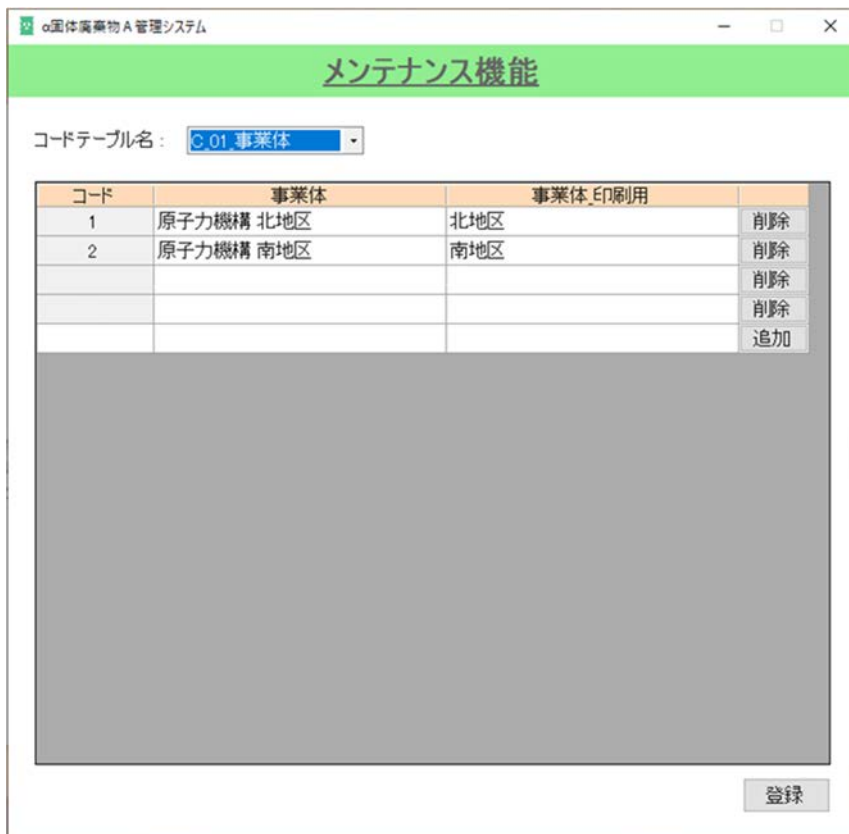 α固体廃棄物A管理システム
メンテナンス機能
コードテーブル名： C_01_事業体
コード 事業体 事業体_印刷用
1 原子力機構 北地区 北地区 削除
2 原子力機構 南地区 南地区 削除
削除
削除
追加
登録